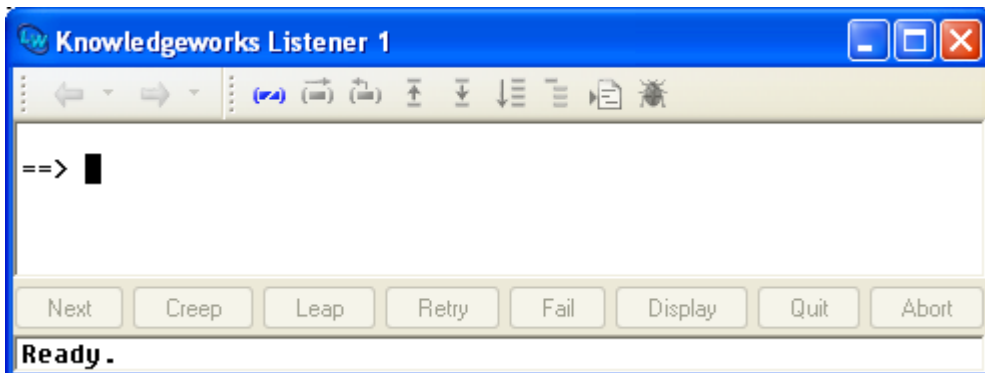 Knowledgeworks Listener 1
==>
Next Creep Leap Retry Fail Display Quit Abort
Ready.